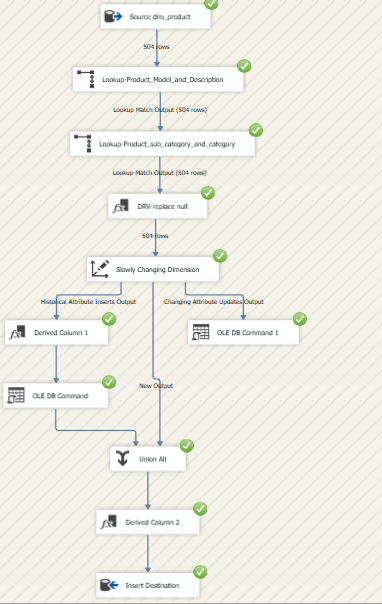 Source dim_product
504 rows
Lookup-Product_Model_and_Description
Lookup Match Output (504 rows)
Lookup-Product_sub_category_and_category
Lookup Match Output (504 rows)
DRV-replace null
504 rows
Slowly Changing Dimension
Historical Attribute Inserts Output
Changing Attribute Updates Output
Derived Column 1
OLE DB Command 1
New Output
OLE DB Command
Union All
Derived Column 2
Insert Destination